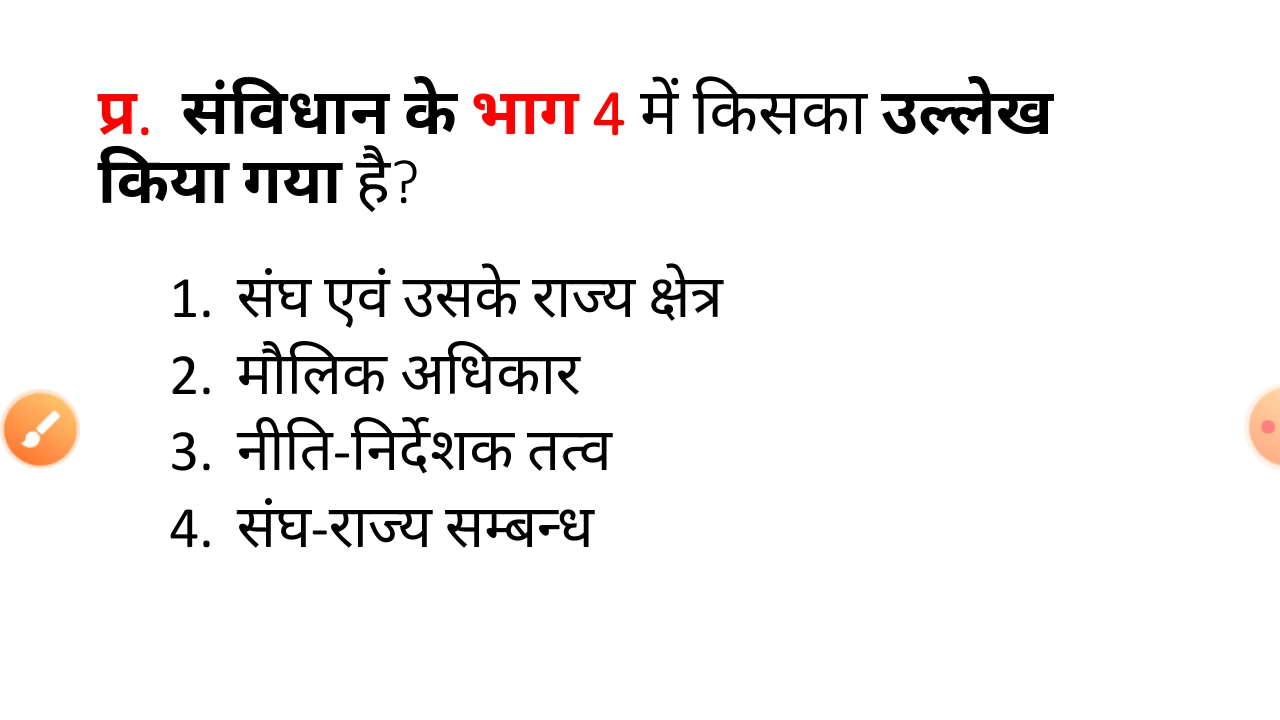 प्र. संविधान के भाग 4 में किसका उल्लेख
किया गया है?
1. संघ एवं उसके राज्य क्षेत्र
2. मौलिक अधिकार
3. नीति-निर्देशक तत्व
4. संघ-राज्य सम्बन्ध